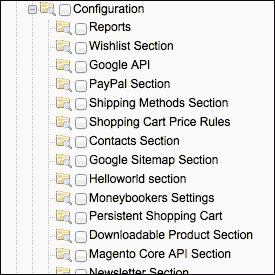 Configuration
Reports
Wishlist Section
Google API
PayPal Section
Shipping Methods Section
Shopping Cart Price Rules
Contacts Section
Google Sitemap Section
Helloworld section
Moneybookers Settings
Persistent Shopping Cart
Downloadable Product Section
Magento Core API Section
Newsletter Section